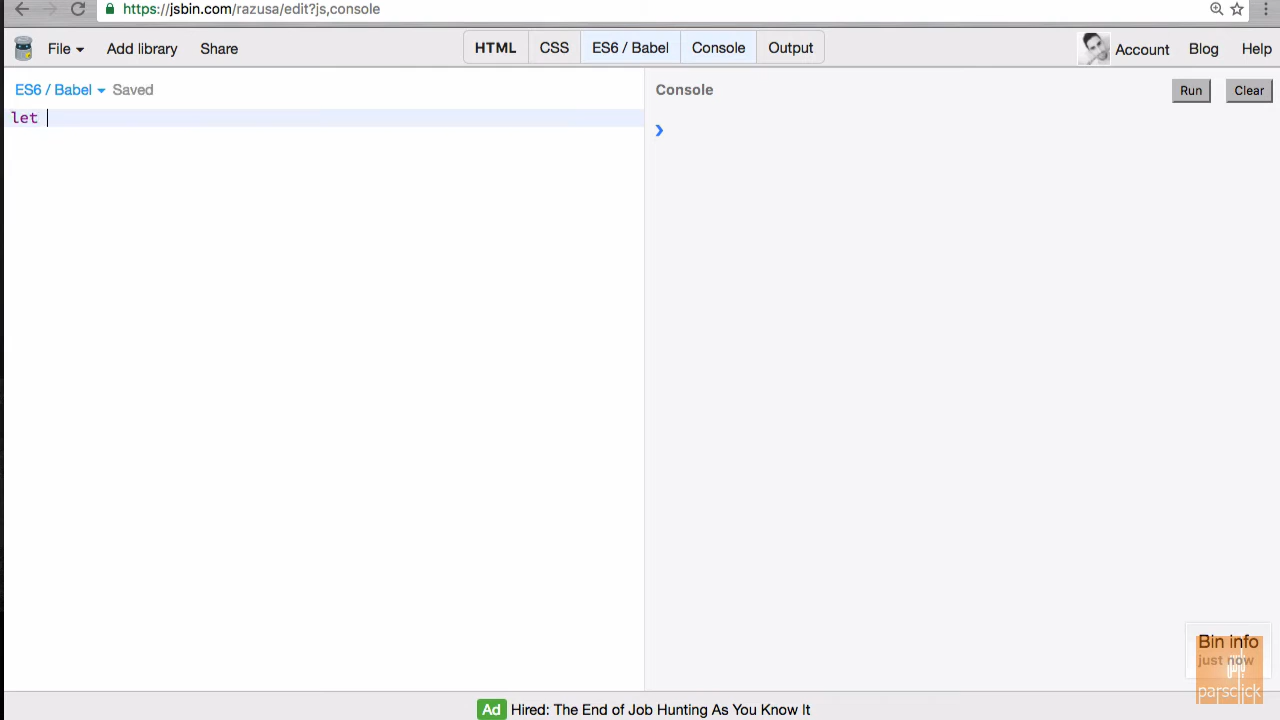 https://jsbin.com/razusa/edit?js,console
File Add library Share HTML CSS ES6 / Babel Console Output Account Blog Help
ES6 / Babel Saved Console Run Clear
let
Bin info
just now
parsclick
Ad Hired: The End of Job Hunting As You Know It